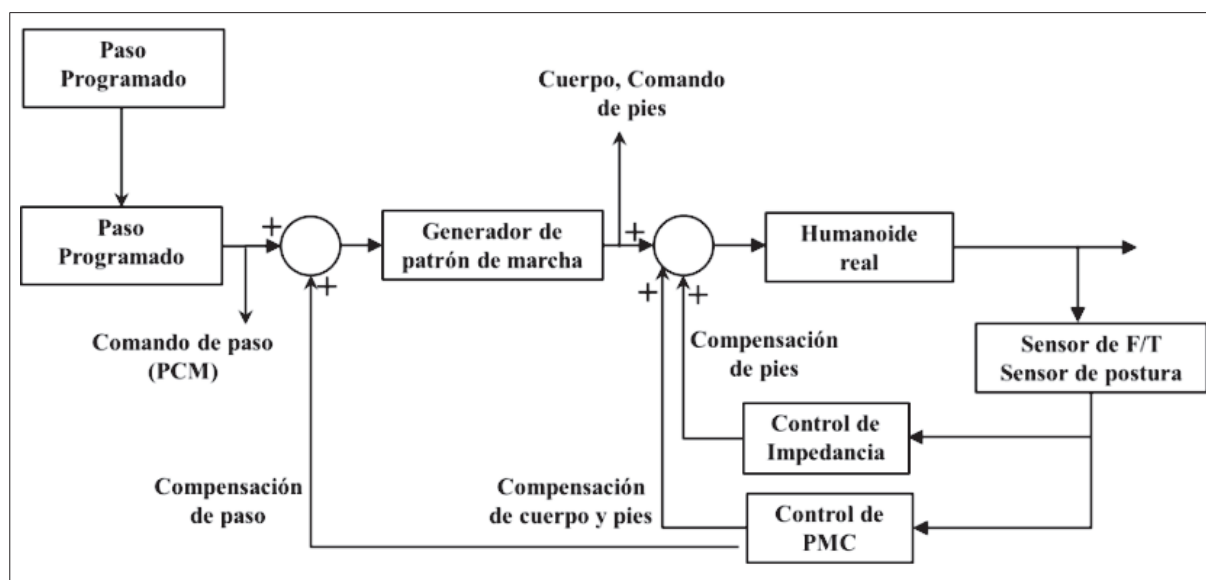 Paso
Programado
Cuerpo, Comando
de pies
Paso
Programado
+
Generador de
patrón de marcha
+
Humanoide
real
+
+
+
Comando de paso
(PCM)
Compensación
de pies
Sensor de F/T
Sensor de postura
Control de
Impedancia
Compensación
de paso
Compensación
de cuerpo y pies
Control de
PMC